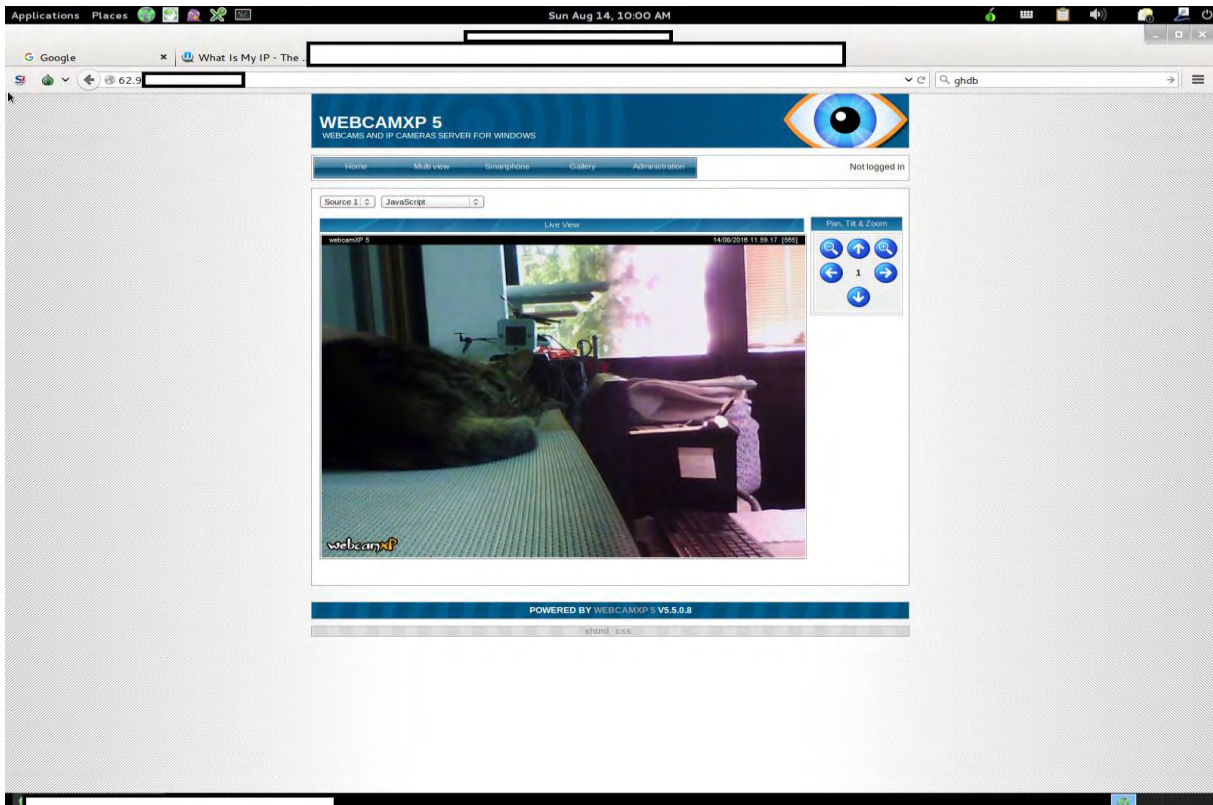 Applications Places
Sun Aug 14, 10:00 AM
Google
What Is My IP - The ..
62.9
ghdb
WEBCAMXP 5
WEBCAMS AND IP CAMERAS SERVER FOR WINDOWS
Home Multi view Smartphone Gallery Administration
Not logged in
Source 1 JavaScript
Live View
Pan, Tilt & Zoom
webcamXP 5
14/08/2016 11.59.17 [565]
1
webcamXP
POWERED BY WEBCAMXP 5 V5.5.0.8
xhtml css